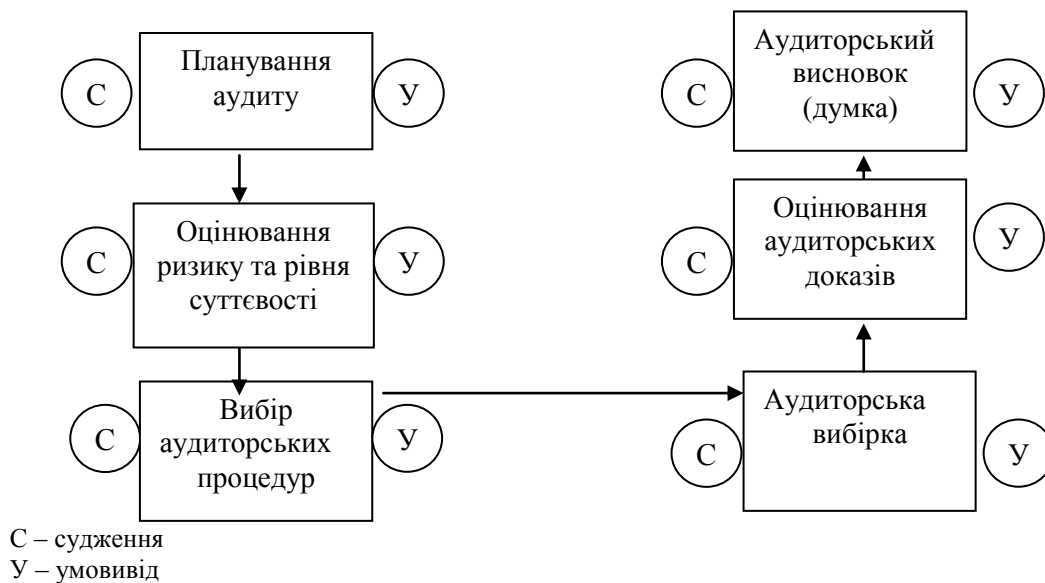 С
Планування
аудиту
У
С
Оцінювання
ризику та рівня
суттєвості
У
С
Вибір
аудиторських
процедур
У
С
Аудиторський
висновок
(думка)
У
С
Оцінювання
аудиторських
доказів
У
С
Аудиторська
вибірка
У
С – судження
У – умовивід